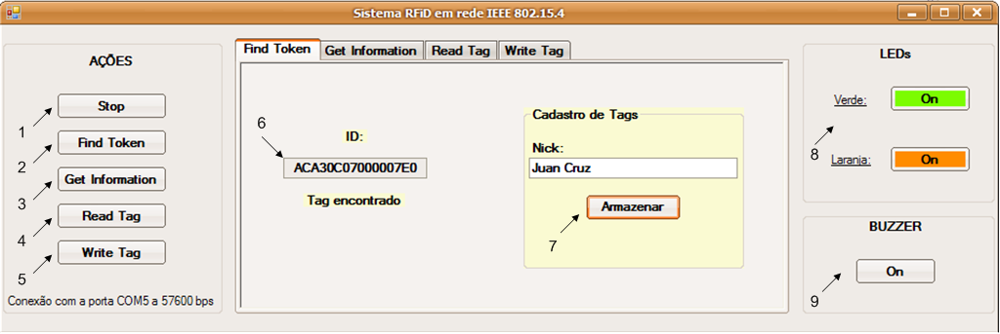 Sistema RFiD em rede IEEE 802.15.4
AÇÕES
1
Stop
2
Find Token
3
Get Information
4
Read Tag
5
Write Tag
Conexão com a porta COM5 a 57600 bps
Find Token
Get Information
Read Tag
Write Tag
6
ID:
ACA30C07000007E0
Tag encontrado
Cadastro de Tags
Nick:
Juan Cruz
Armazenar
7
LEDs
Verde:
On
8
Laranja:
On
BUZZER
On
9